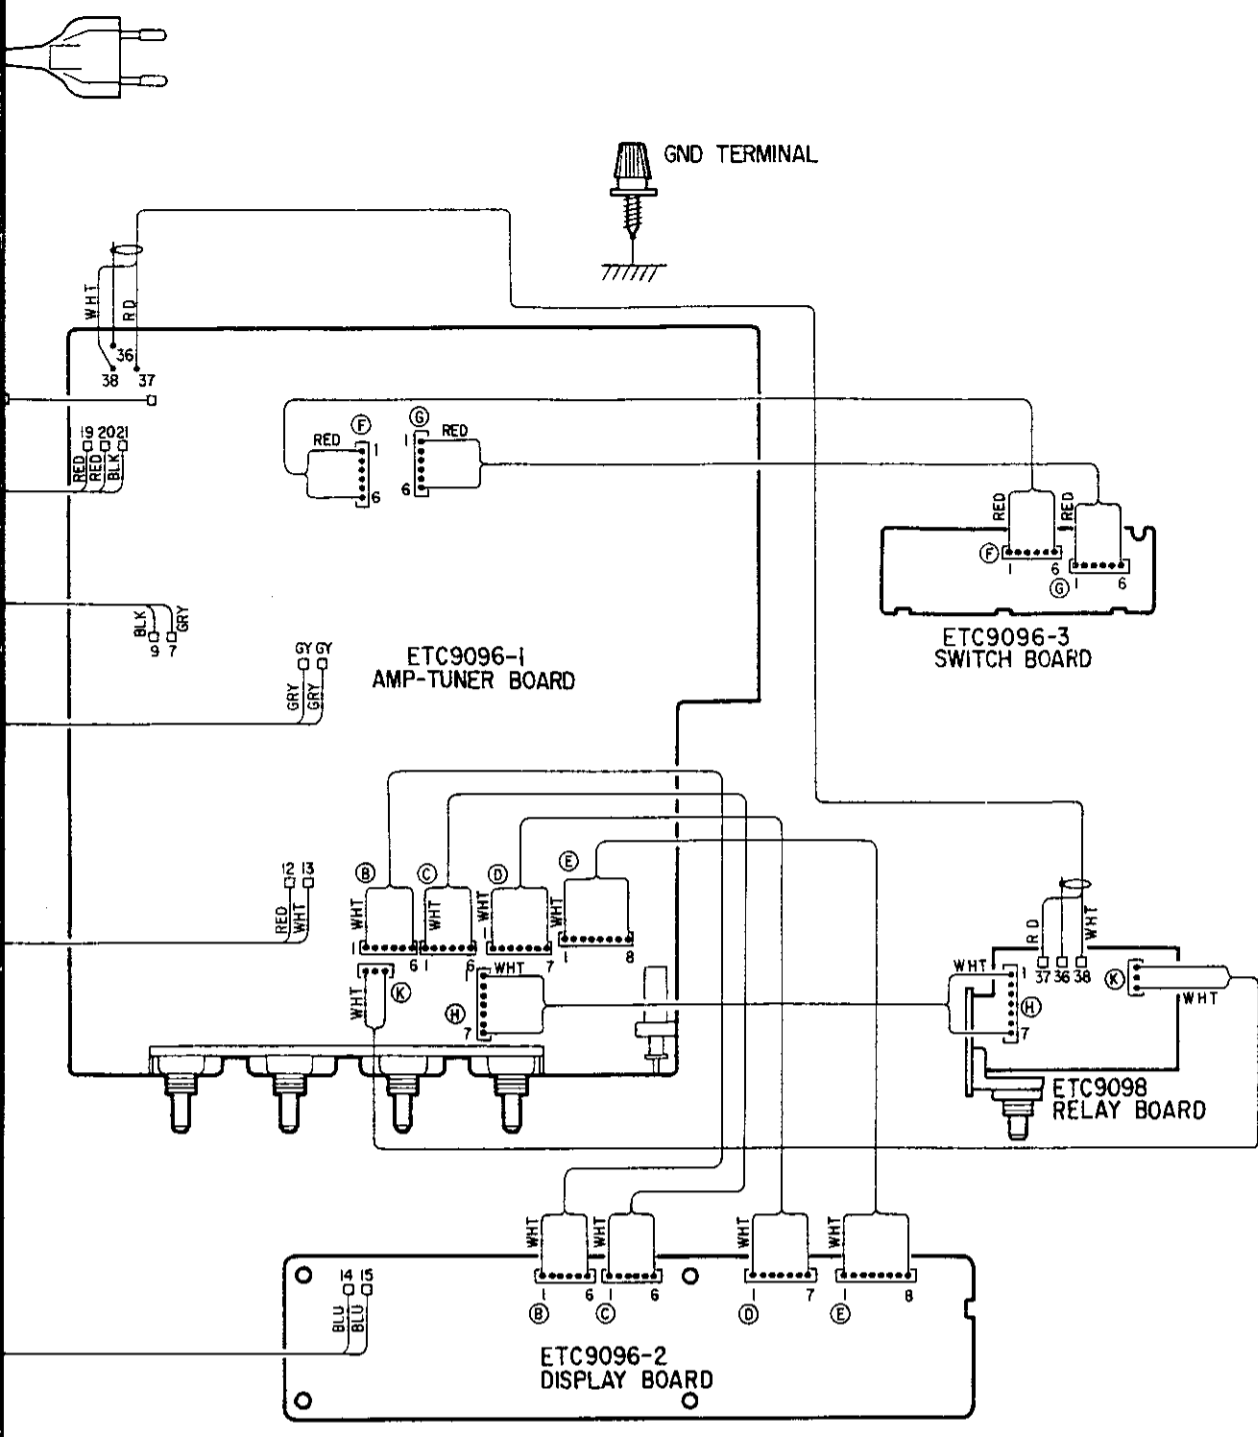 GND TERMINAL
WHT
RD
36
38 37
F
G
RED
1
6
1
RED
6
19 20 21
RED
RED
BLK
RED
RED
F
1
6
G
1
6
ETC9096-3
SWITCH BOARD
BLK
GRY
9 7
GY GY
GRY
GRY
ETC9096-1
AMP-TUNER BOARD
12 13
RED
WHT
B
C
D
E
WHT
WHT
WHT
WHT
1
6
1
6
1
7
1
8
K
WHT
H
1
WHT
7
RD
WHT
WHT
1
37 36 38
H
7
K
WHT
ETC9098
RELAY BOARD
WHT
WHT
WHT
WHT
1
6
1
6
1
7
1
8
B
C
D
E
14 15
BLU
BLU
ETC9096-2
DISPLAY BOARD